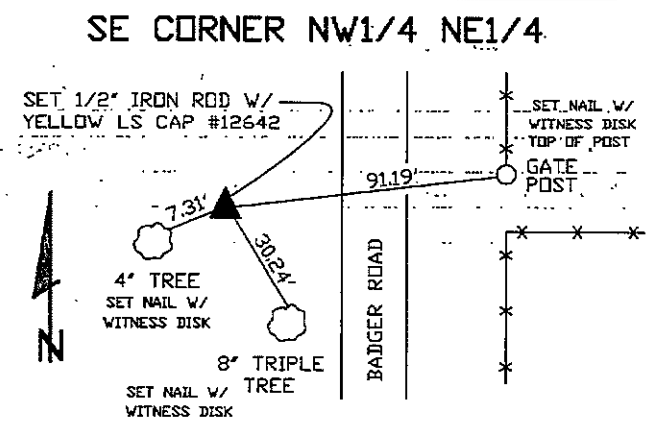 SE CORNER NW1/4 NE1/4
SET 1/2" IRON ROD W/
YELLOW LS CAP #12642
SET NAIL W/
WITNESS DISK
TOP OF POST
GATE
POST
91.19'
7.31'
30.24'
4" TREE
SET NAIL W/
WITNESS DISK
BADGER ROAD
N
8" TRIPLE
TREE
SET NAIL W/
WITNESS DISK